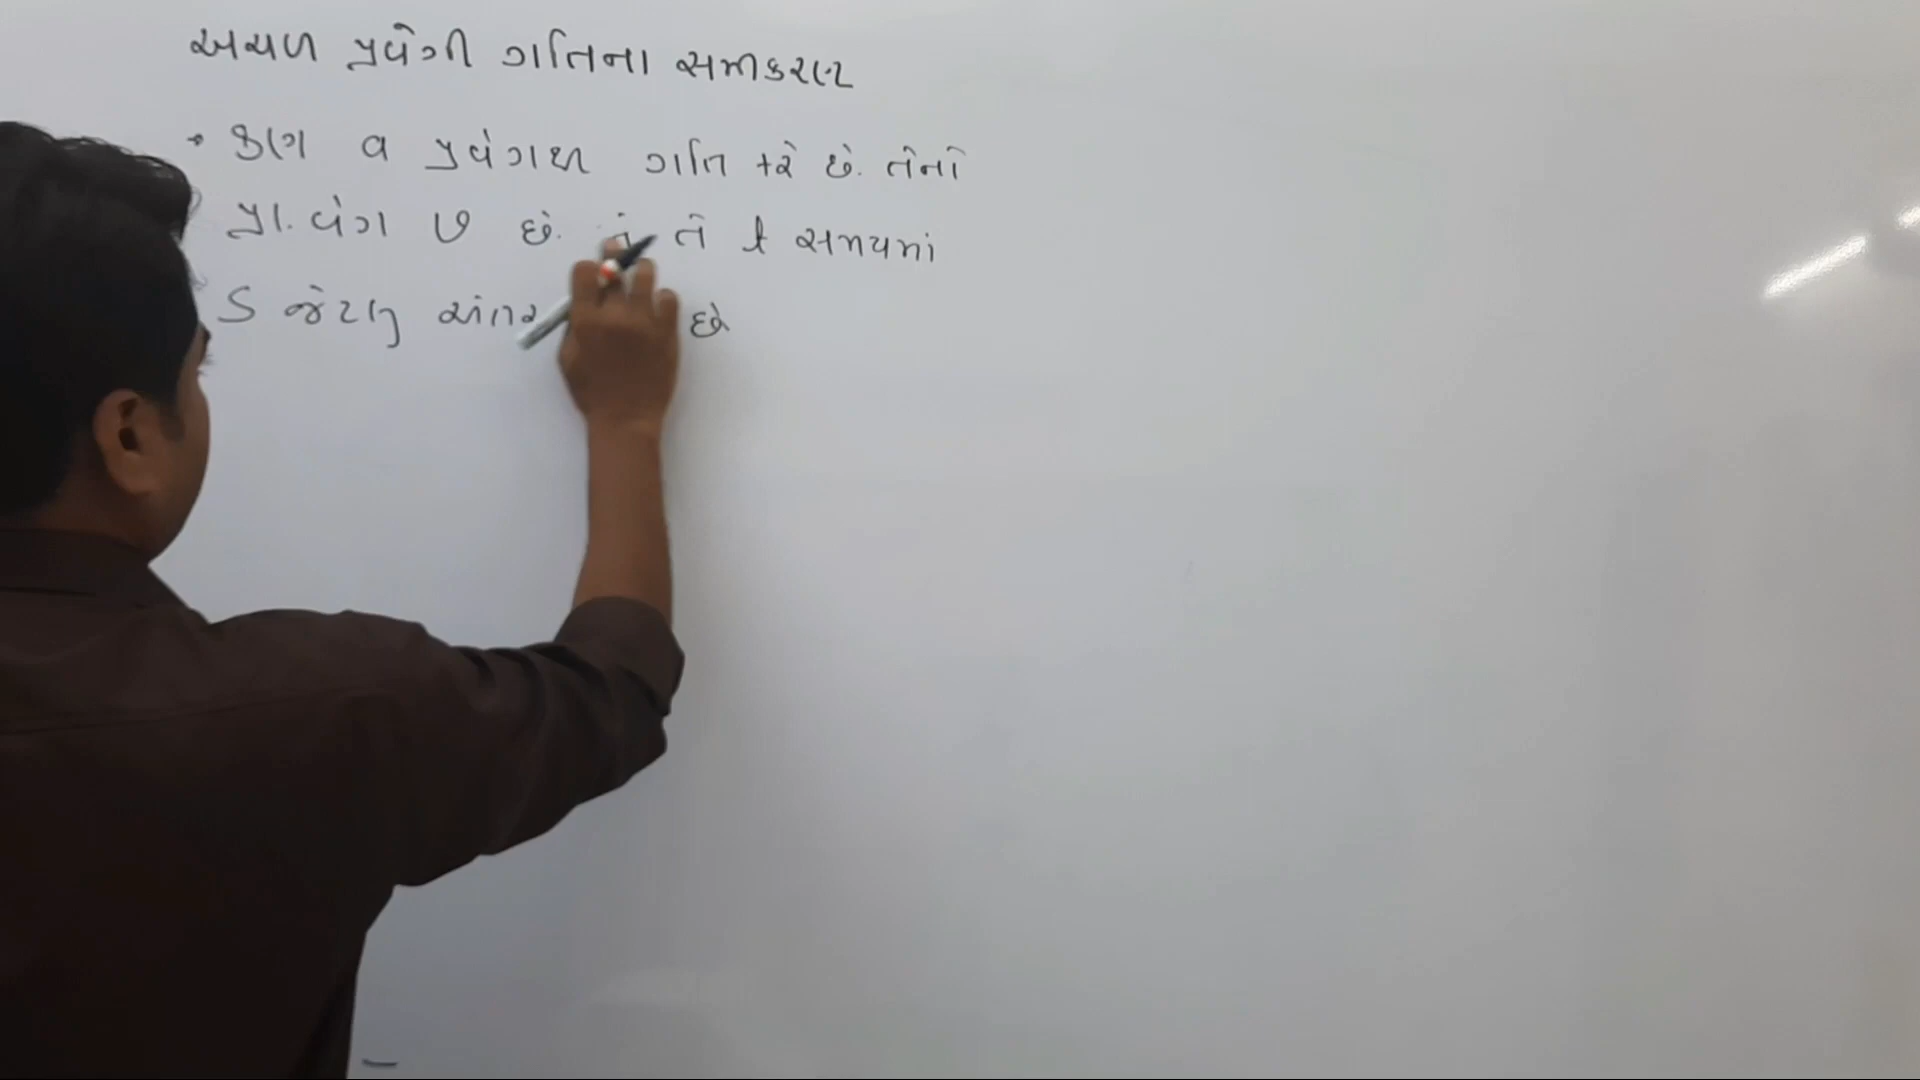 અચળ પ્રવેગી ગતિના સમીકરણ
• કણ a પ્રવેગથી ગતિ કરે છે. તેનો
પ્રા. વેગ છે. તે t સમયમાં
S જેટલુ અંતર છે